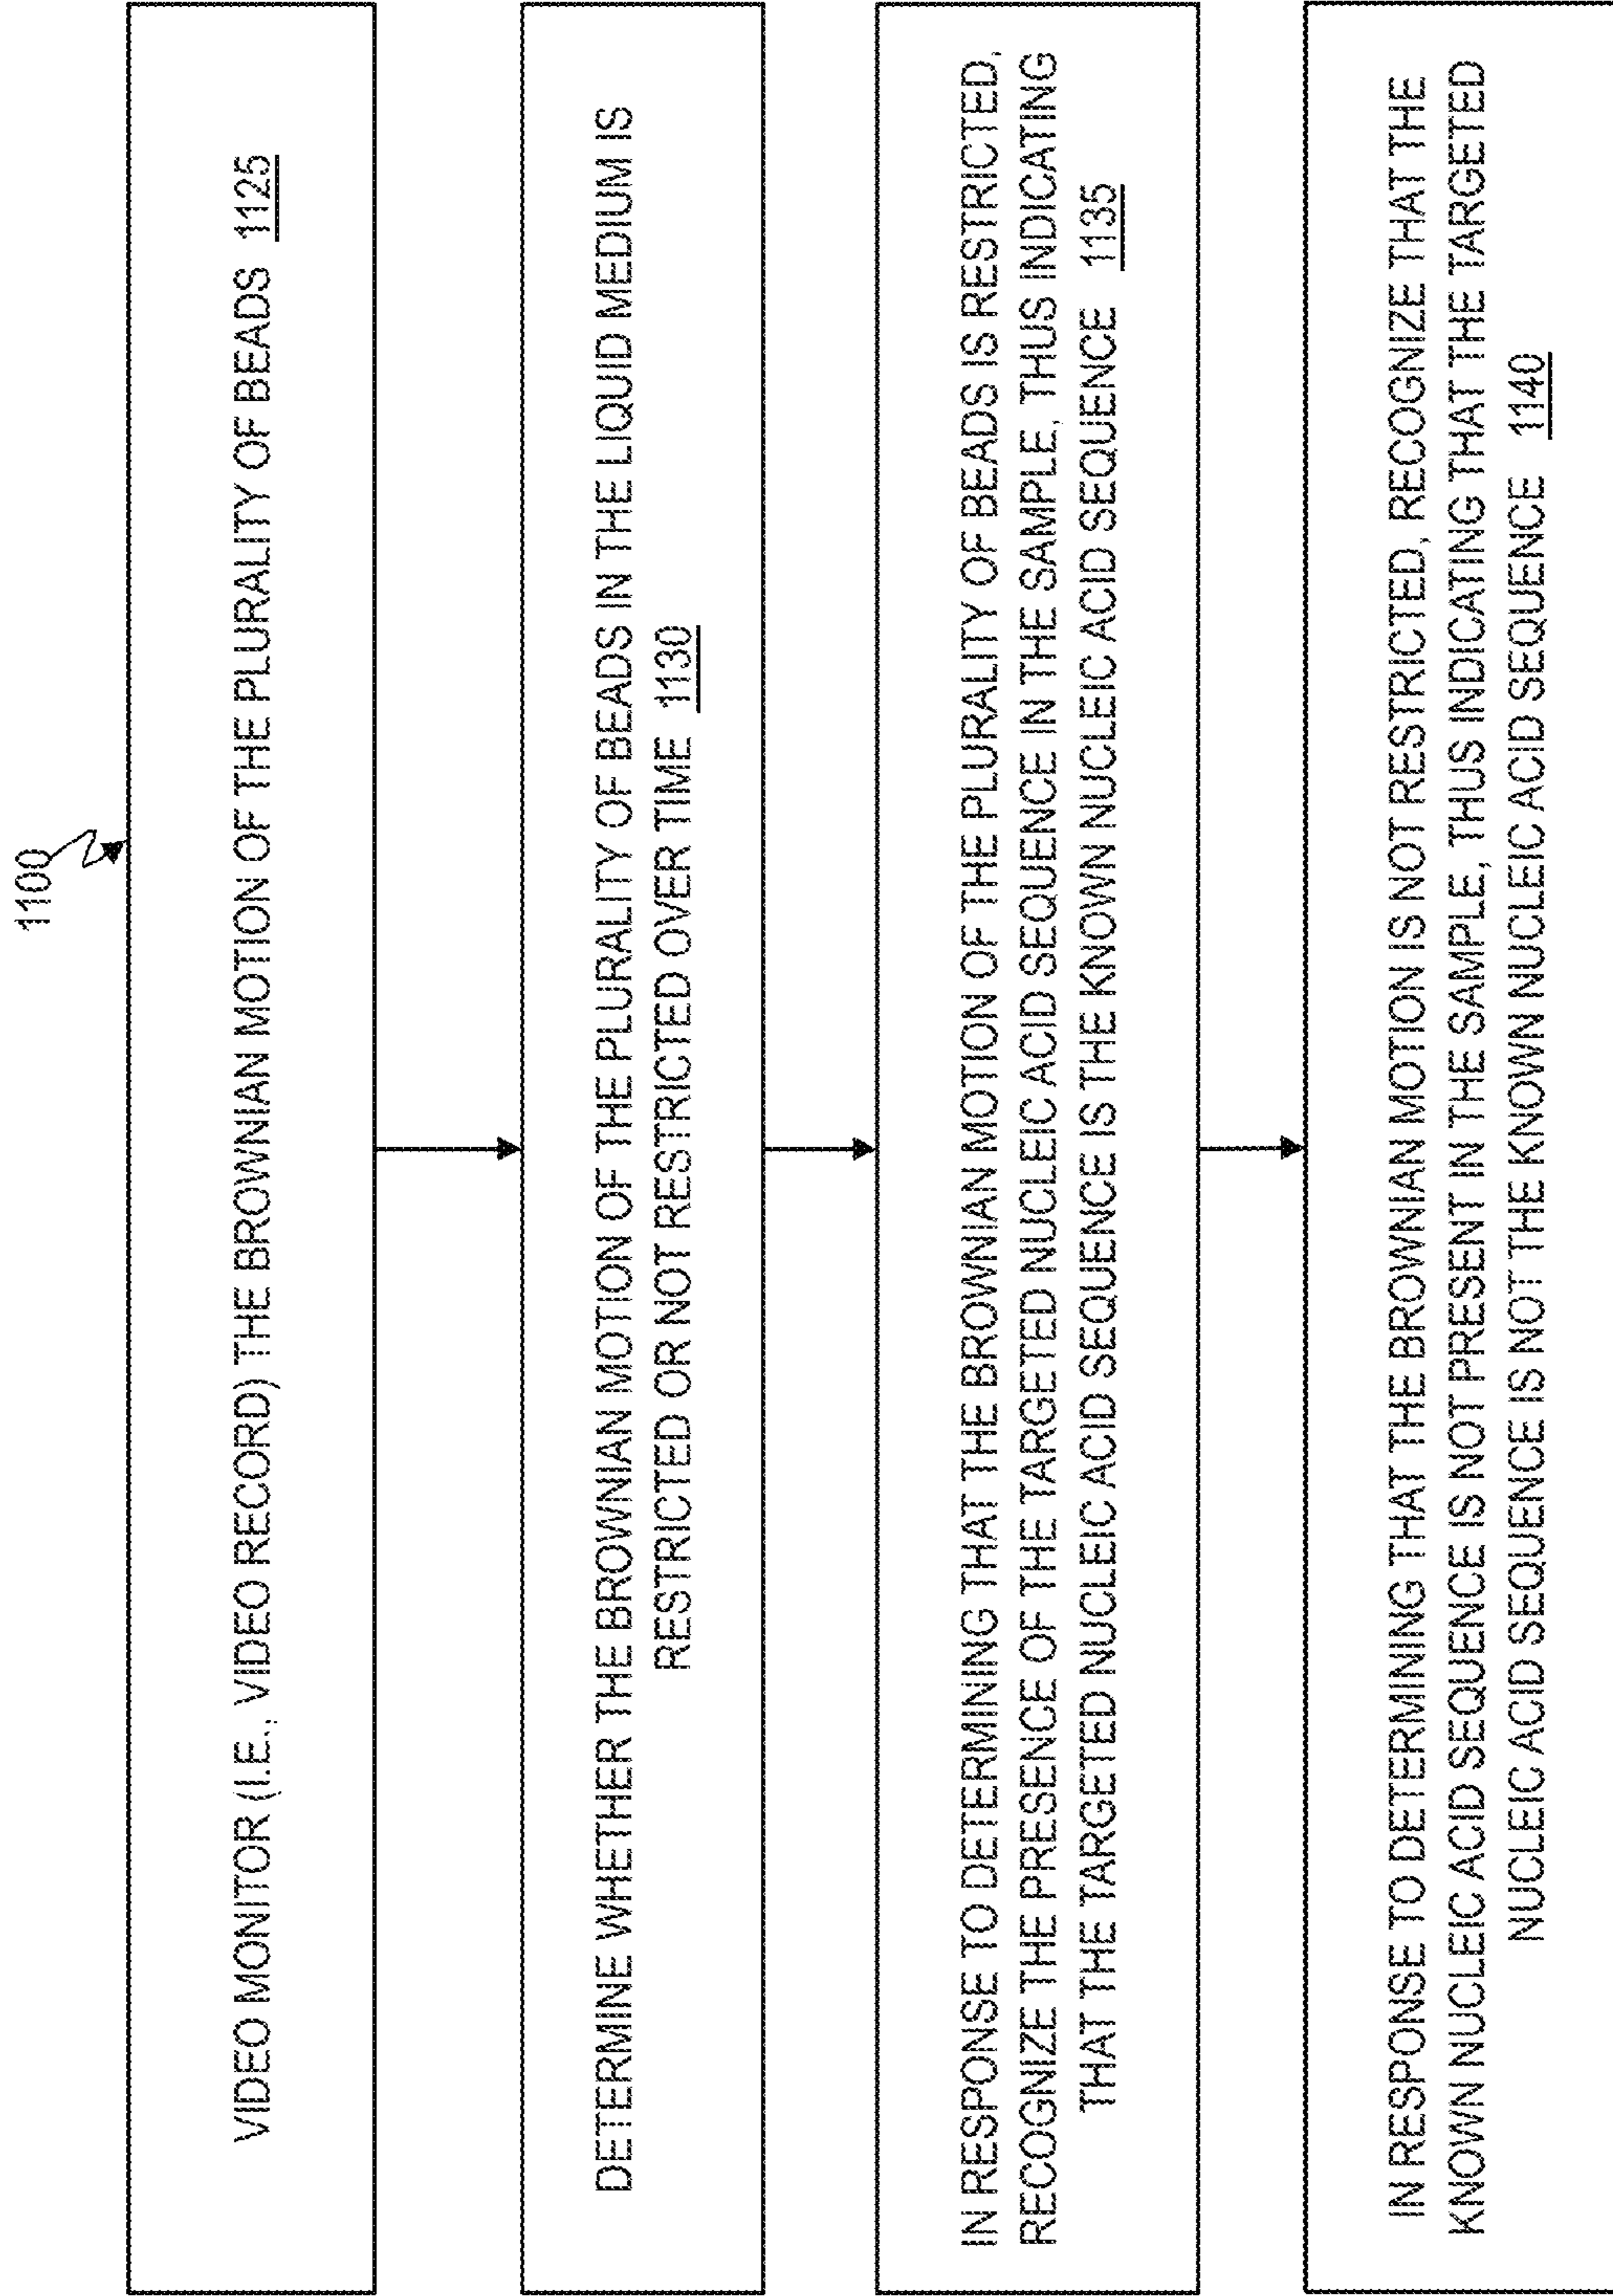 1100
VIDEO MONITOR (I.E., VIDEO RECORD) THE BROWNIAN MOTION OF THE PLURALITY OF BEADS 1125
DETERMINE WHETHER THE BROWNIAN MOTION OF THE PLURALITY OF BEADS IN THE LIQUID MEDIUM IS
RESTRICTED OR NOT RESTRICTED OVER TIME 1130
IN RESPONSE TO DETERMINING THAT THE BROWNIAN MOTION OF THE PLURALITY OF BEADS IS RESTRICTED,
RECOGNIZE THE PRESENCE OF THE TARGETED NUCLEIC ACID SEQUENCE IN THE SAMPLE, THUS INDICATING
THAT THE TARGETED NUCLEIC ACID SEQUENCE IS THE KNOWN NUCLEIC ACID SEQUENCE 1135
IN RESPONSE TO DETERMINING THAT THE BROWNIAN MOTION IS NOT RESTRICTED, RECOGNIZE THAT THE
KNOWN NUCLEIC ACID SEQUENCE IS NOT PRESENT IN THE SAMPLE, THUS INDICATING THAT THE TARGETED
NUCLEIC ACID SEQUENCE IS NOT THE KNOWN NUCLEIC ACID SEQUENCE 1140